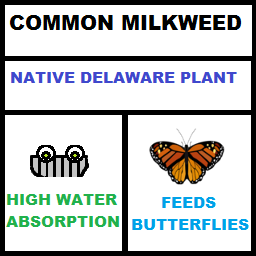 COMMON MILKWEED
NATIVE DELAWARE PLANT
HIGH WATER
ABSORPTION
FEEDS
BUTTERFLIES